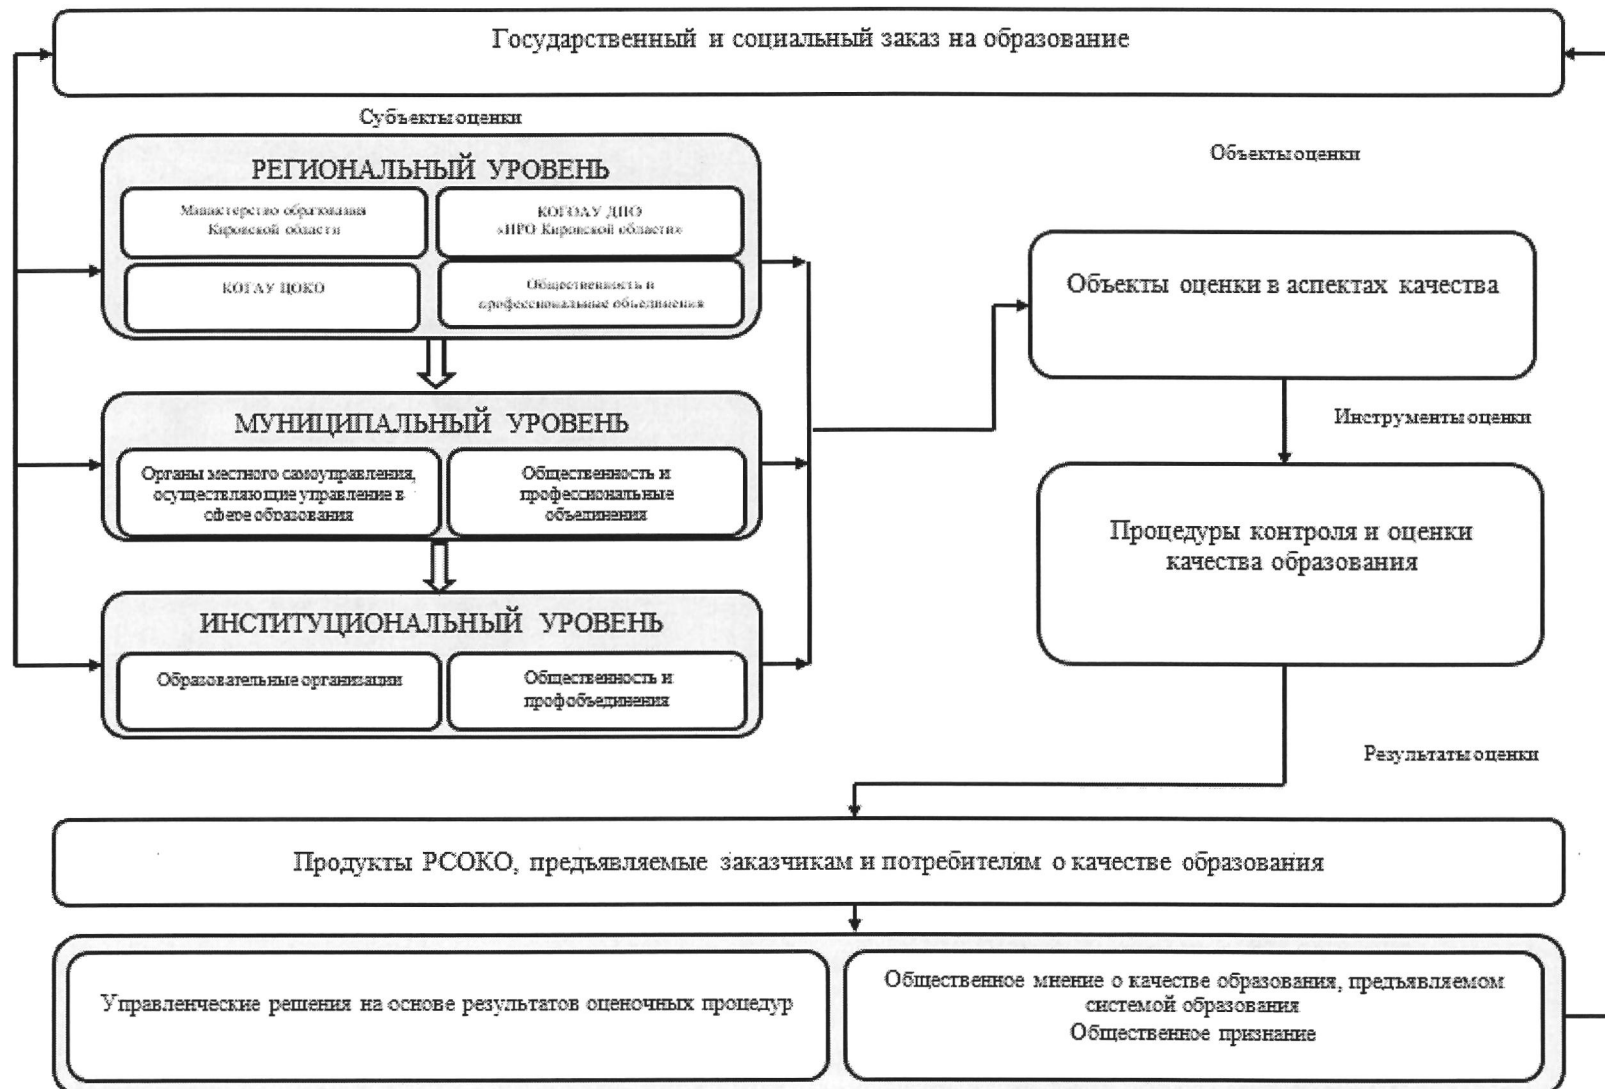 Государственный и социальный заказ на образование
Субъекты оценки
Объекты оценки
РЕГИОНАЛЬНЫЙ УРОВЕНЬ
Министерство образования
Кировской области
КОГОАУ ДПО
«ИРО Кировской области»
КОГАУ ЦОКО
Общественность и
профессиональные объединения
Объекты оценки в аспектах качества
МУНИЦИПАЛЬНЫЙ УРОВЕНЬ
Органы местного самоуправления,
осуществляющие управление в
сфере образования
Общественность и
профессиональные
объединения
Инструменты оценки
Процедуры контроля и оценки
качества образования
ИНСТИТУЦИОНАЛЬНЫЙ УРОВЕНЬ
Образовательные организации
Общественность и
профобъединения
Результаты оценки
Продукты РСОКО, предъявляемые заказчикам и потребителям о качестве образования
Управленческие решения на основе результатов оценочных процедур
Общественное мнение о качестве образования, предъявляемом
системой образования
Общественное признание